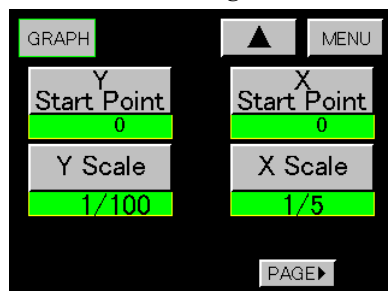 GRAPH
▲
MENU
Y
Start Point
0
X
Start Point
0
Y Scale
1/100
X Scale
1/5
PAGE▶